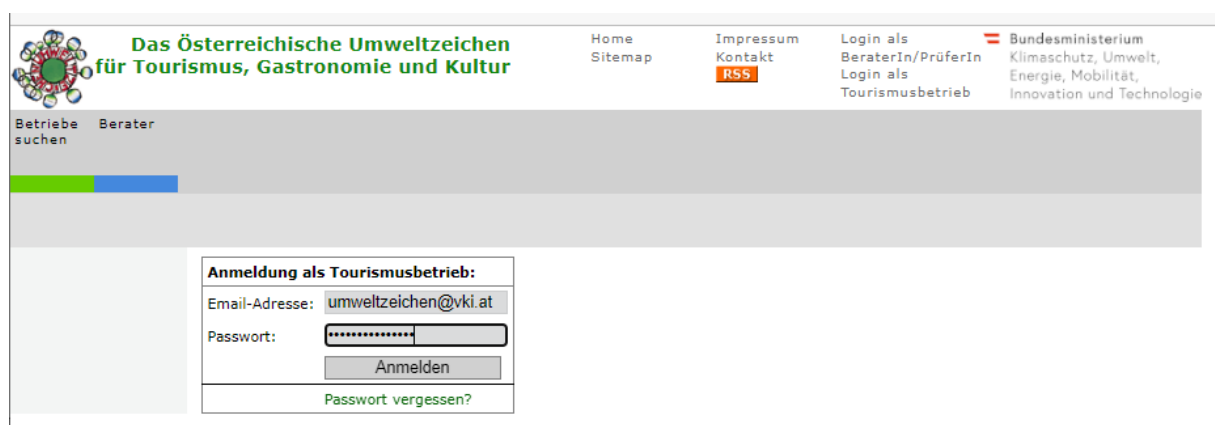 Das Österreichische Umweltzeichen
für Tourismus, Gastronomie und Kultur
Home
Sitemap
Impressum
Kontakt
RSS
Login als
BeraterIn/PrüferIn
Login als
Tourismusbetrieb
Bundesministerium
Klimaschutz, Umwelt,
Energie, Mobilität,
Innovation und Technologie
Betriebe
suchen
Berater
Anmeldung als Tourismusbetrieb:
Email-Adresse: umweltzeichen@vki.at
Passwort: •••••••••••••••
Anmelden
Passwort vergessen?